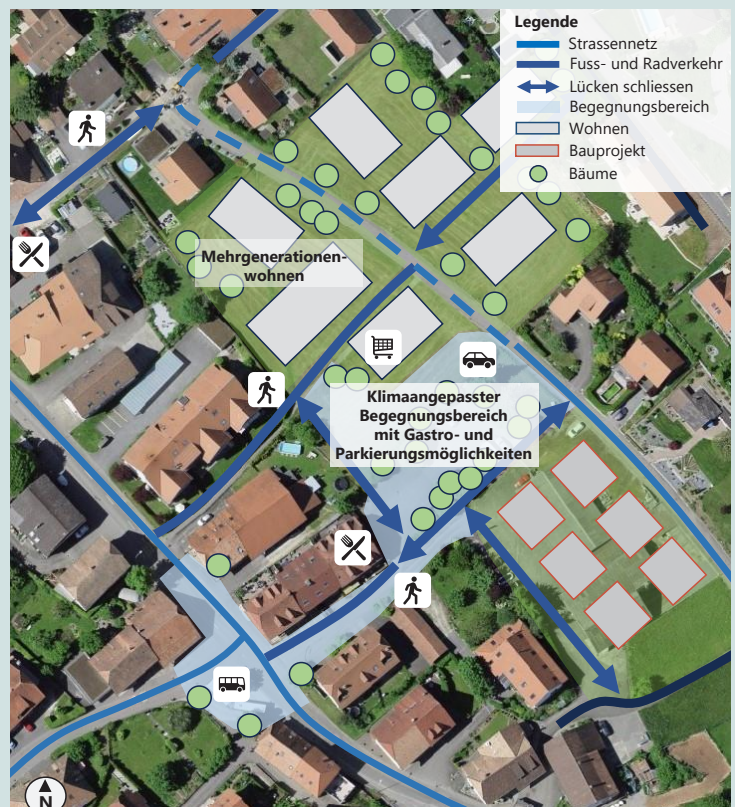 Legende
Strassennetz
Fuss- und Radverkehr
Lücken schliessen
Begegnungsbereich
Wohnen
Bauprojekt
Bäume
Mehrgenerationen-
wohnen
Klimaangepasster
Begegnungsbereich
mit Gastro- und
Parkierungsmöglichkeiten
N